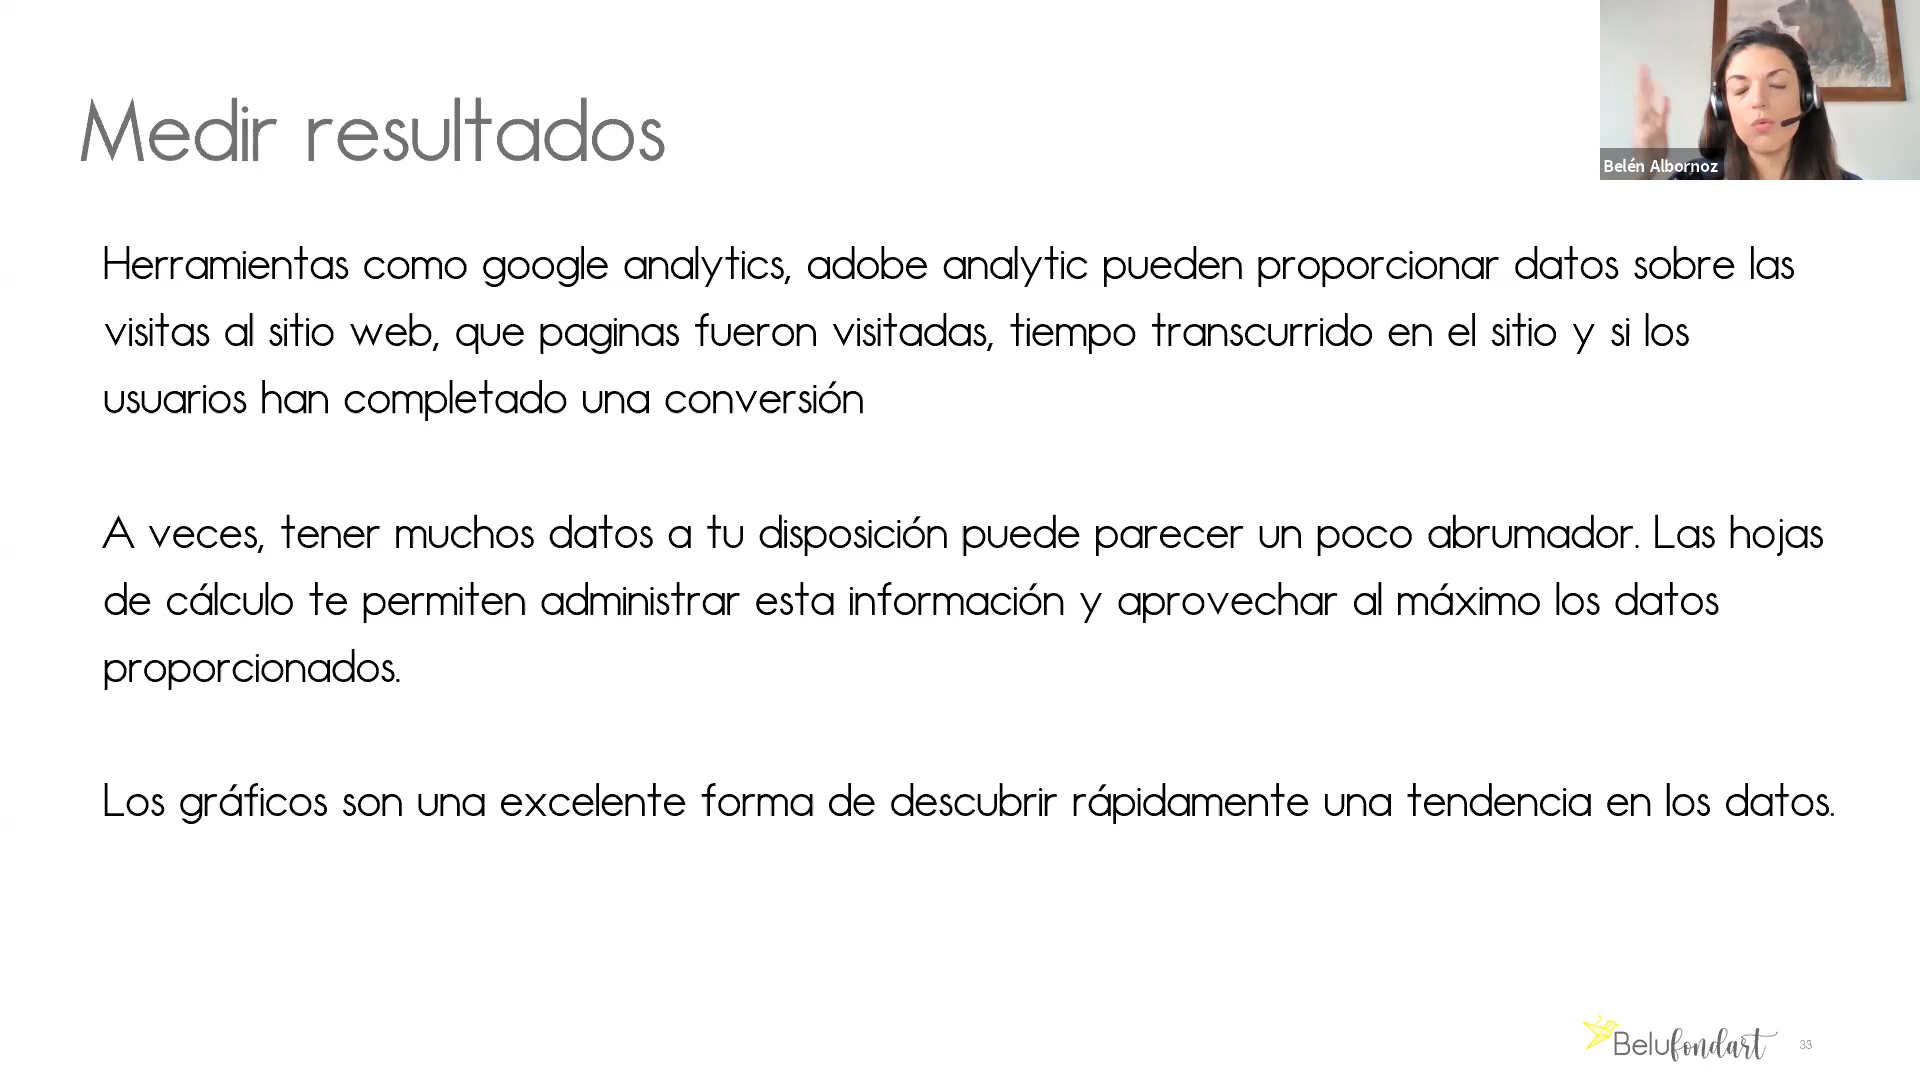 Medir resultados
Belén Albornoz
Herramientas como google analytics, adobe analytic pueden proporcionar datos sobre las
visitas al sitio web, que paginas fueron visitadas, tiempo transcurrido en el sitio y si los
usuarios han completado una conversión
A veces, tener muchos datos a tu disposición puede parecer un poco abrumador. Las hojas
de cálculo te permiten administrar esta información y aprovechar al máximo los datos
proporcionados.
Los gráficos son una excelente forma de descubrir rápidamente una tendencia en los datos.
Belufondart
33